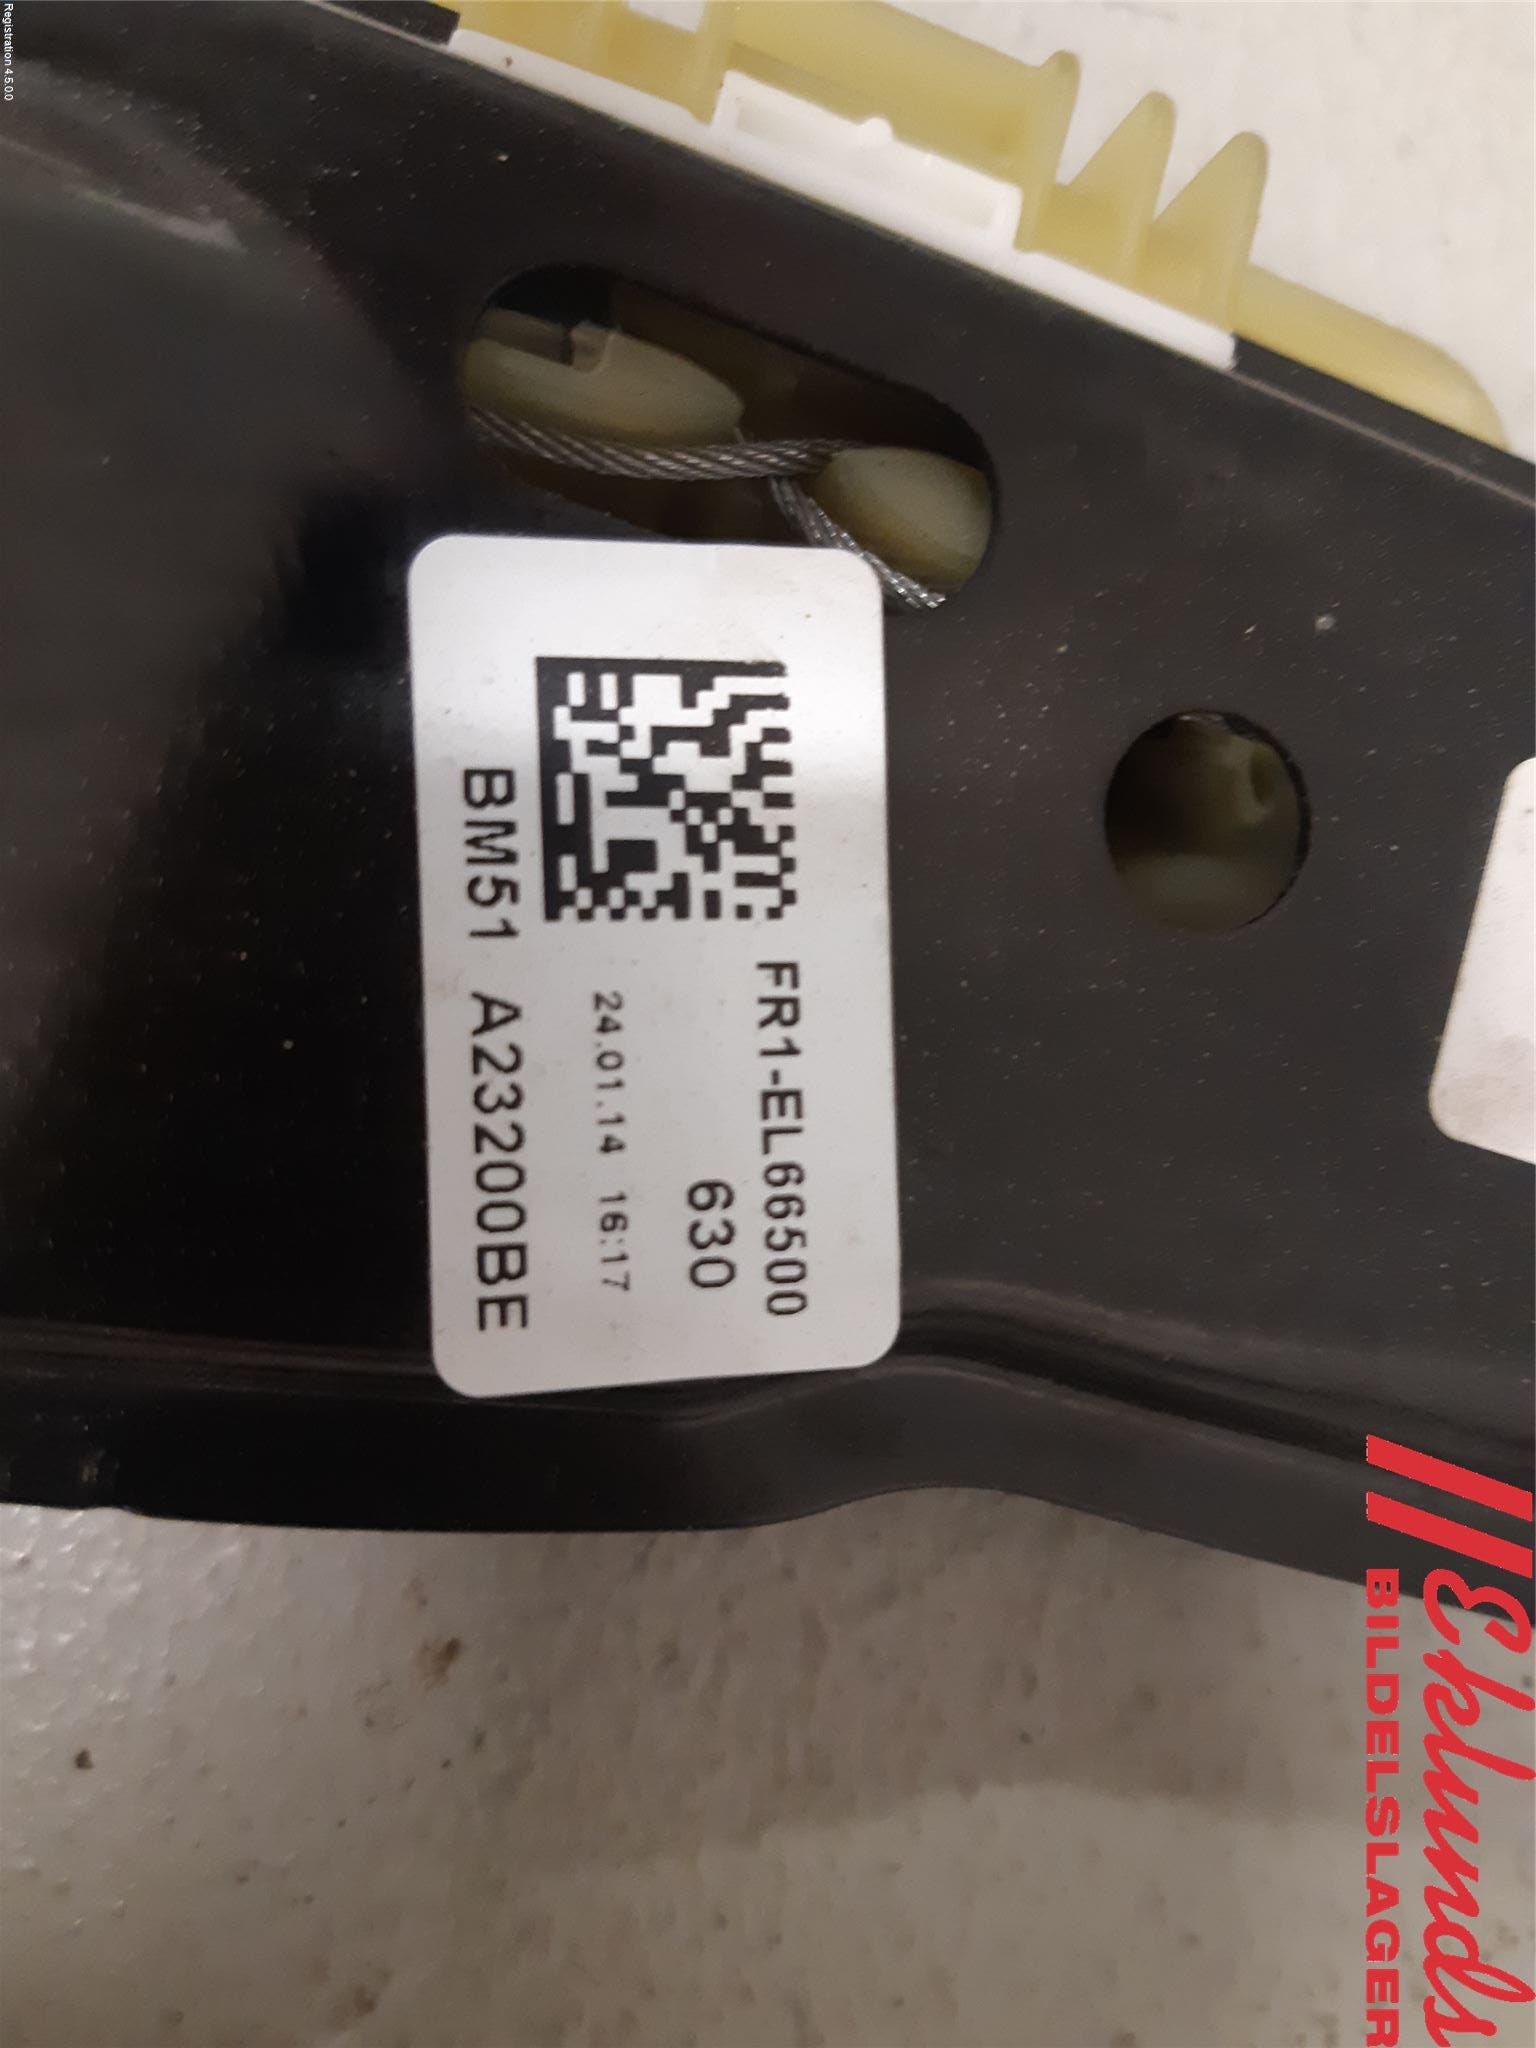 Registration 4.5.0.0
FR1-EL66500
630
24.01.14 16:17
BM51 A23200BE
Eklunds
BILDELSLAGER